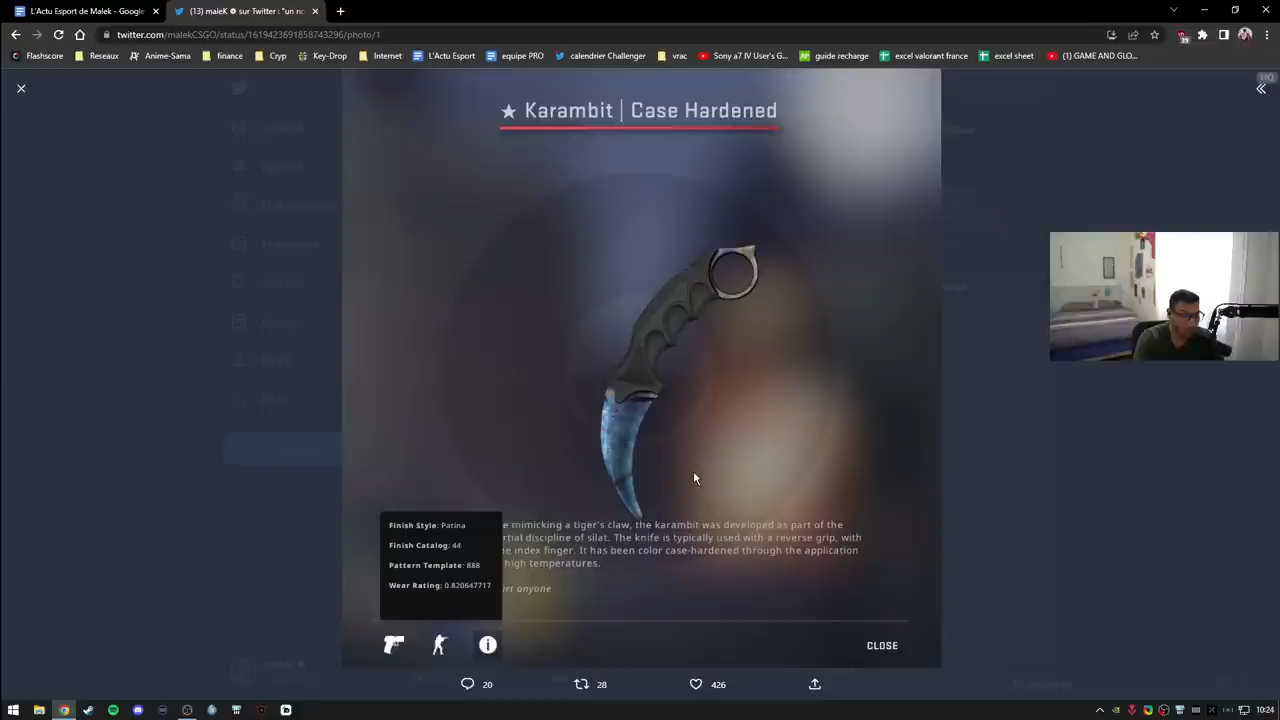 L'Actu Esport de Malek - Google
(13) maleK sur Twitter : "un no
twitter.com/malekCSGO/status/1619423691858743296/photo/1
Flashscore
Reseaux
Anime-Sama
finance
Cryp
Key-Drop
Internet
L'Actu Esport
equipe PRO
calendrier Challenger
vrac
Sony a7 IV User's G...
guide recharge
excel valorant france
excel sheet
(1) GAME AND GLO...
HQ
★ Karambit | Case Hardened
e mimicking a tiger's claw, the karambit was developed as part of the
rtial discipline of silat. The knife is typically used with a reverse grip, with
e index finger. It has been color case-hardened through the application
high temperatures.
urt anyone
Finish Style: Patina
Finish Catalog: 44
Pattern Template: 888
Wear Rating: 0.820647717
CLOSE
20
28
426
10:24